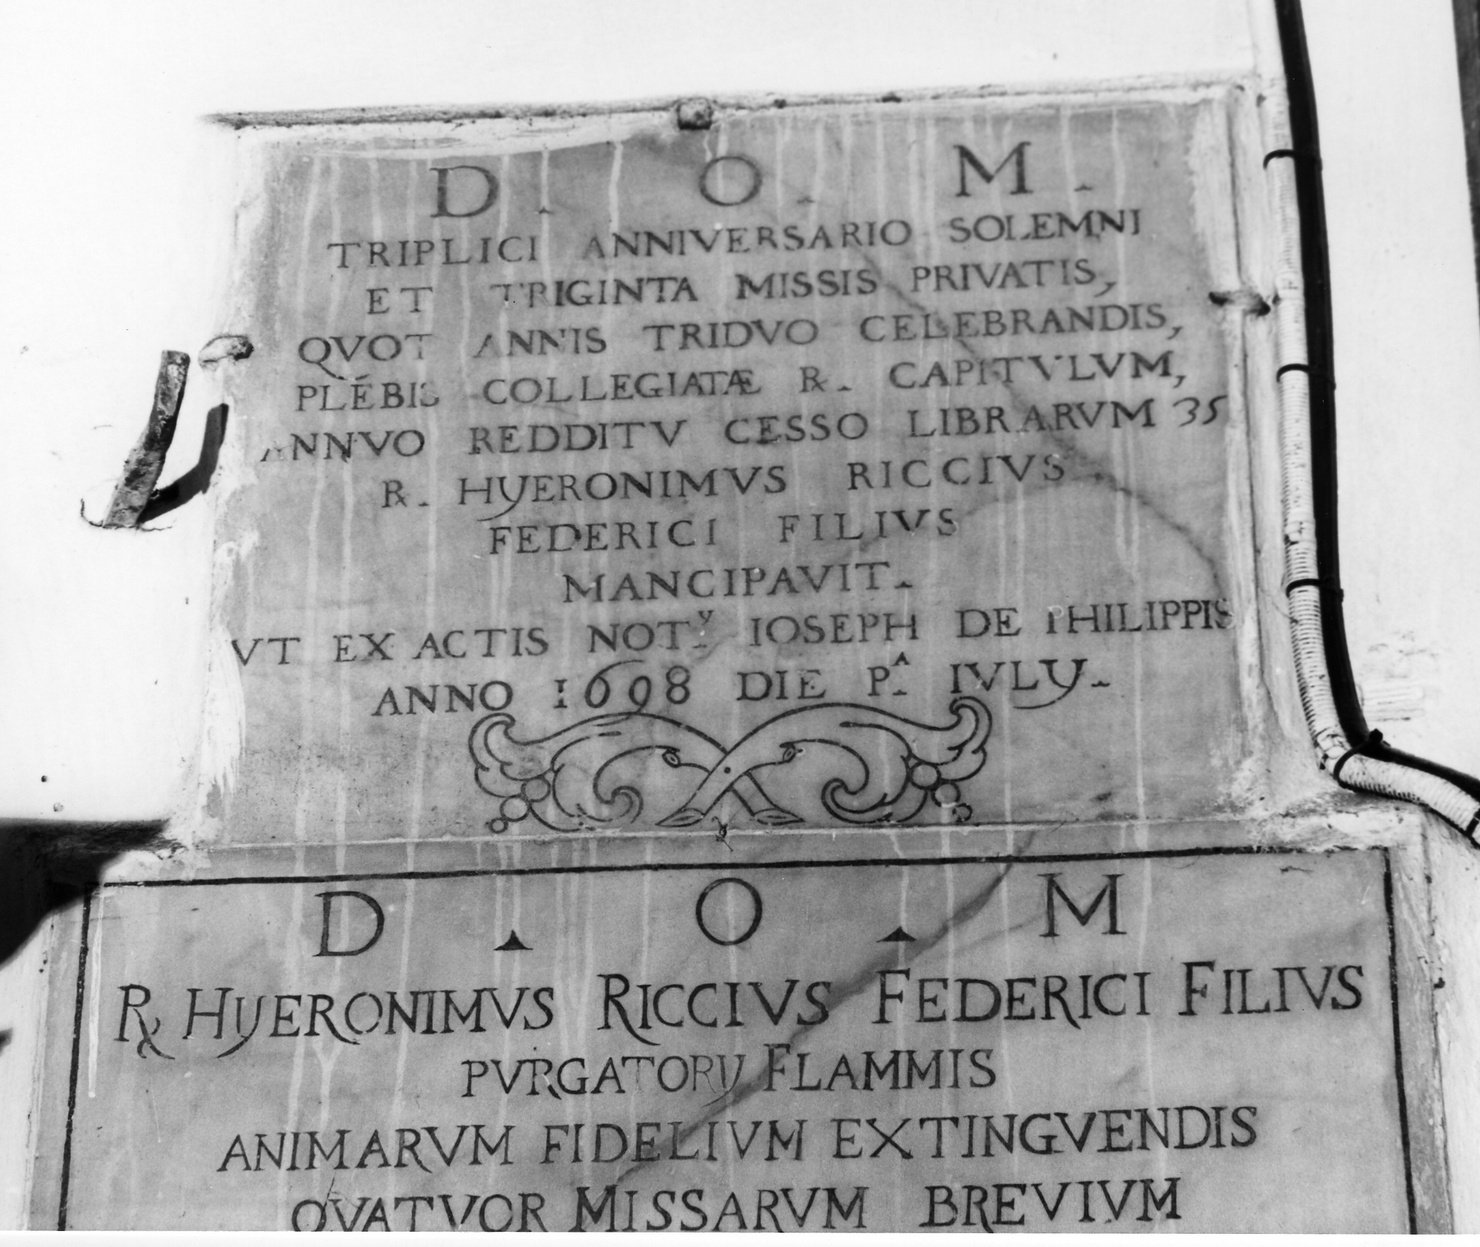 D. O. M.
TRIPLICI ANNIVERSARIO SOLEMNI
ET TRIGINTA MISSIS PRIVATIS,
QVOT ANNIS TRIDVO CELEBRANDIS,
PLÉBIS COLLEGIATÆ R. CAPITVLVM,
ANNVO REDDITV CESSO LIBRARVM 35
R. HYERONIMVS RICCIVS
FEDERICI FILIVS
MANCIPAVIT.
VT EX ACTIS NOT.Y IOSEPH DE PHILIPPIS
ANNO 1698 DIE P.A IVLY.
D ▲ O ▲ M
R. HYERONIMVS RICCIVS FEDERICI FILIVS
PVRGATORY FLAMMIS
ANIMARVM FIDELIVM EXTINGVENDIS
QVATVOR MISSARVM BREVIVM